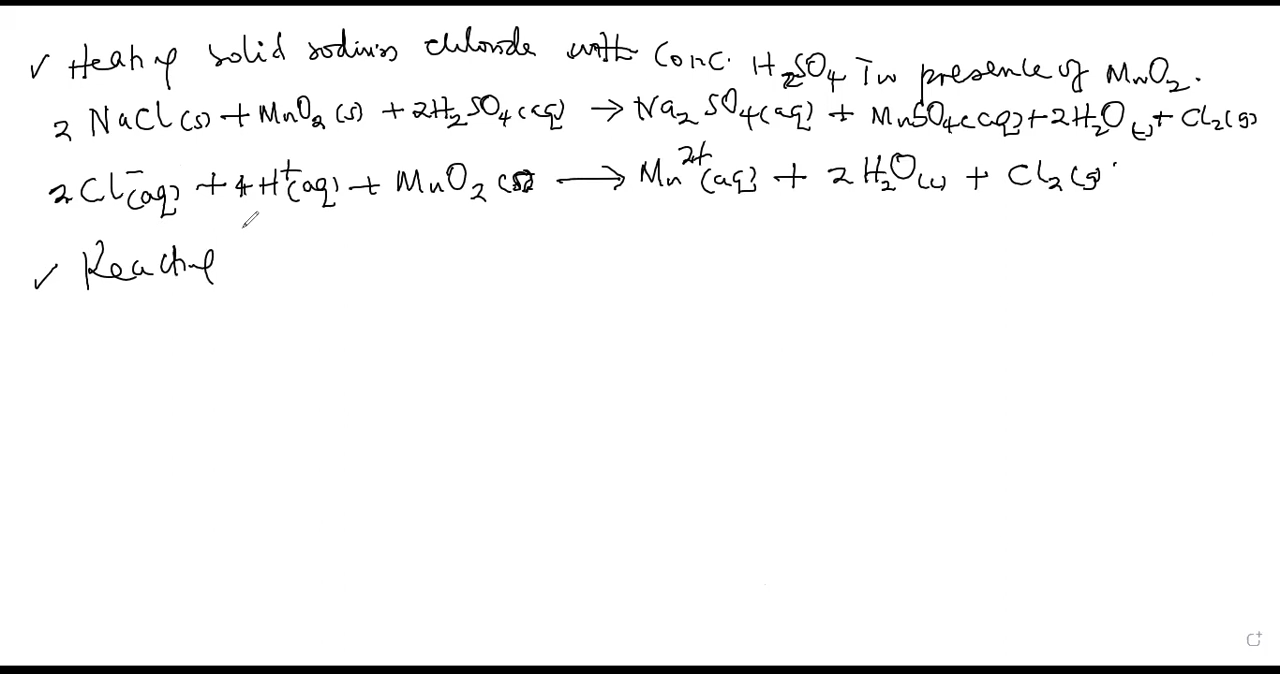 ✓ Heating solid sodium chloride with Conc. H₂SO₄ In presence of MnO₂.
2 NaCl(s) + MnO₂(s) + 2H₂SO₄(aq) → Na₂SO₄(aq) + MnSO₄(aq) + 2H₂O(l) + Cl₂(g)
2Cl⁻(aq) + 4H⁺(aq) + MnO₂(s) → Mn²⁺(aq) + 2H₂O(l) + Cl₂(g).
✓ Reacting